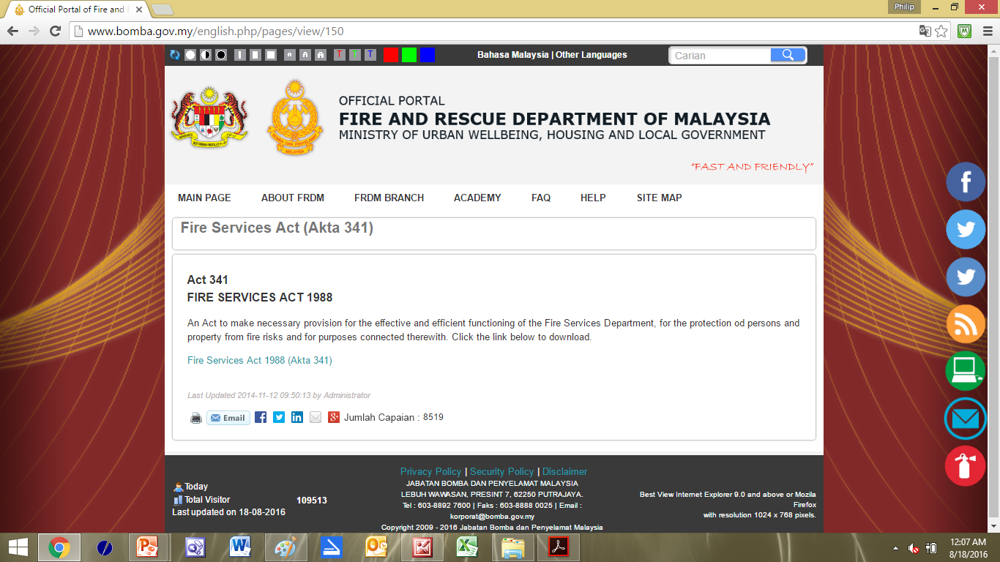 Official Portal of Fire and
Philip
www.bomba.gov.my/english.php/pages/view/150
A A A T T T
Bahasa Malaysia | Other Languages
Carian
BOMBA DAN PENYELAMAT
MALAYSIA
OFFICIAL PORTAL
FIRE AND RESCUE DEPARTMENT OF MALAYSIA
MINISTRY OF URBAN WELLBEING, HOUSING AND LOCAL GOVERNMENT
"FAST AND FRIENDLY"
MAIN PAGE ABOUT FRDM FRDM BRANCH ACADEMY FAQ HELP SITE MAP
Fire Services Act (Akta 341)
Act 341
FIRE SERVICES ACT 1988
An Act to make necessary provision for the effective and efficient functioning of the Fire Services Department, for the protection od persons and
property from fire risks and for purposes connected therewith. Click the link below to download.
Fire Services Act 1988 (Akta 341)
Last Updated 2014-11-12 09:50:13 by Administrator
Email
Jumlah Capaian : 8519
Today
Total Visitor 109513
Last updated on 18-08-2016
Privacy Policy | Security Policy | Disclaimer
JABATAN BOMBA DAN PENYELAMAT MALAYSIA
LEBUH WAWASAN, PRESINT 7, 62250 PUTRAJAYA.
Tel : 603-8892 7600 | Faks : 603-8888 0025 | Email :
korporat@bomba.gov.my
Copyright 2009 - 2016 Jabatan Bomba dan Penyelamat Malaysia
Best View Internet Explorer 9.0 and above or Mozila
Firefox
with resolution 1024 x 768 pixels.
12:07 AM
8/18/2016